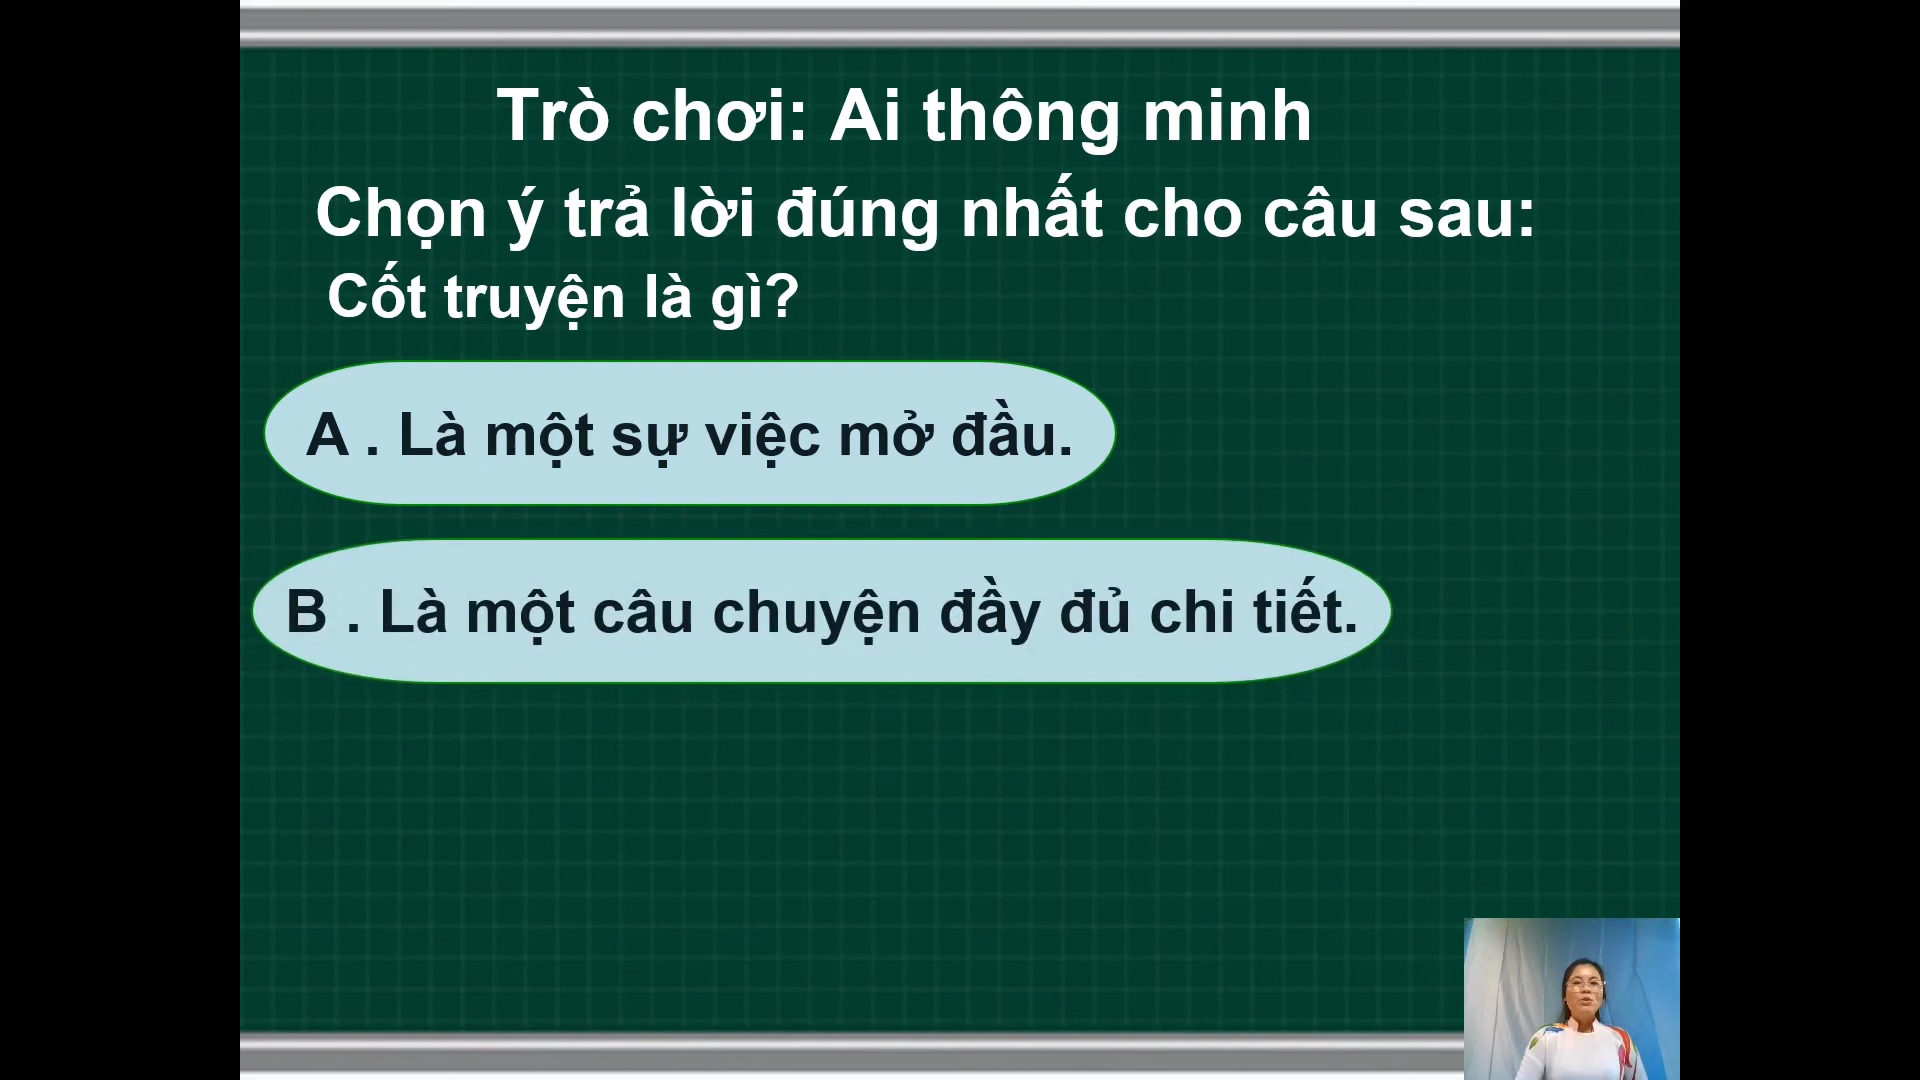 Trò chơi: Ai thông minh
Chọn ý trả lời đúng nhất cho câu sau:
Cốt truyện là gì?
A . Là một sự việc mở đầu.
B . Là một câu chuyện đầy đủ chi tiết.